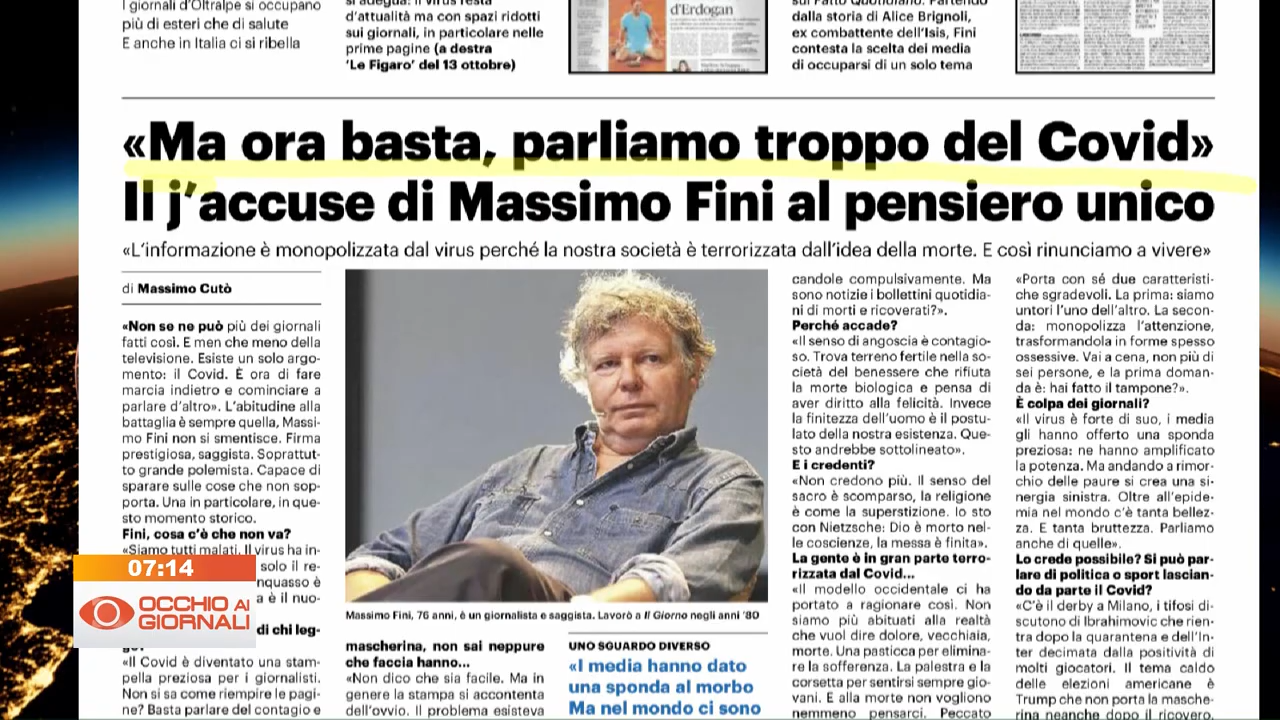 I giornali d'Oltralpe si occupano
più di esteri che di salute
E anche in Italia ci si ribella
si adegua: il virus resta
d'attualità ma con spazi ridotti
sui giornali, in particolare nelle
prime pagine (a destra
'Le Figaro' del 13 ottobre)
d'Erdogan
sul Fatto Quotidiano. Partendo
dalla storia di Alice Brignoli,
ex combattente dell'Isis, Fini
contesta la scelta dei media
di occuparsi di un solo tema
«Ma ora basta, parliamo troppo del Covid»
Il j'accuse di Massimo Fini al pensiero unico
«L'informazione è monopolizzata dal virus perché la nostra società è terrorizzata dall'idea della morte. E così rinunciamo a vivere»
di Massimo Cutò
«Non se ne può più dei giornali
fatti così. E men che meno della
televisione. Esiste un solo argo-
mento: il Covid. È ora di fare
marcia indietro e cominciare a
parlare d'altro». L'abitudine alla
battaglia è sempre quella, Massi-
mo Fini non si smentisce. Firma
prestigiosa, saggista. Soprattut-
to grande polemista. Capace di
sparare sulle cose che non sop-
porta. Una in particolare, in que-
sto momento storico.
Fini, cosa c'è che non va?
«Siamo tutti malati. Il virus ha in-
solo il re-
nquasso è
a è il nuo-
di chi leg-
ge?
«Il Covid è diventato una stam-
pella preziosa per i giornalisti.
Non si sa come riempire le pagi-
ne? Basta parlare del contagio e
07:14
OCCHIO AI
GIORNALI
Massimo Fini, 76 anni, è un giornalista e saggista. Lavorò a Il Giorno negli anni '80
mascherina, non sai neppure
che faccia hanno...
«Non dico che sia facile. Ma in
genere la stampa si accontenta
dell'ovvio. Il problema esisteva
UNO SGUARDO DIVERSO
«I media hanno dato
una sponda al morbo
Ma nel mondo ci sono
candole compulsivamente. Ma
sono notizie i bollettini quotidia-
ni di morti e ricoverati?».
Perché accade?
«Il senso di angoscia è contagio-
so. Trova terreno fertile nella so-
cietà del benessere che rifiuta
la morte biologica e pensa di
aver diritto alla felicità. Invece
la finitezza dell'uomo è il postu-
lato della nostra esistenza. Que-
sto andrebbe sottolineato».
E i credenti?
«Non credono più. Il senso del
sacro è scomparso, la religione
è come la superstizione. Io sto
con Nietzsche: Dio è morto nel-
le coscienze, la messa è finita».
La gente è in gran parte terro-
rizzata dal Covid...
«Il modello occidentale ci ha
portato a ragionare così. Non
siamo più abituati alla realtà
che vuol dire dolore, vecchiaia,
morte. Una pasticca per elimina-
re la sofferenza. La palestra e la
corsetta per sentirsi sempre gio-
vani. E alla morte non vogliono
nemmeno pensarci. Peccato
«Porta con sé due caratteristi-
che sgradevoli. La prima: siamo
untori l'uno dell'altro. La secon-
da: monopolizza l'attenzione,
trasformandola in forme spesso
ossessive. Vai a cena, non più di
sei persone, e la prima doman-
da è: hai fatto il tampone?».
È colpa dei giornali?
«Il virus è forte di suo, i media
gli hanno offerto una sponda
preziosa: ne hanno amplificato
la potenza. Ma andando a rimor-
chio delle paure si crea una si-
nergia sinistra. Oltre all'epide-
mia nel mondo c'è tanta bellez-
za. E tanta bruttezza. Parliamo
anche di quelle».
Lo crede possibile? Si può par-
lare di politica o sport lascian-
do da parte il Covid?
«C'è il derby a Milano, i tifosi di-
scutono di Ibrahimovic che rien-
tra dopo la quarantena e dell'In-
ter decimata dalla positività di
molti giocatori. Il tema caldo
delle elezioni americane è
Trump che non porta la masche-
rina neanche dopo il ricovero.